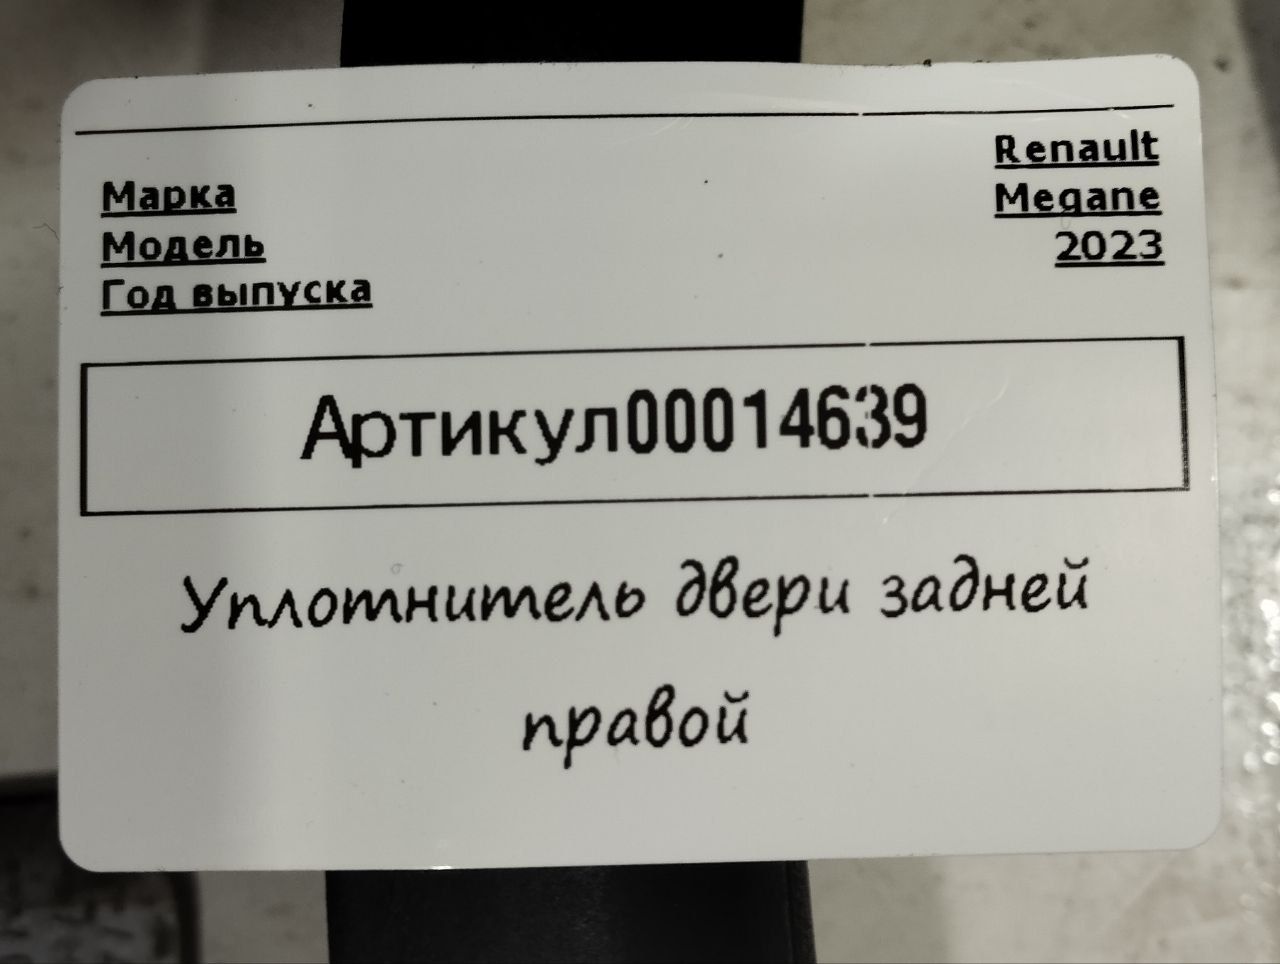 Марка Renault
Модель Megane
Год выпуска 2023
Артикул00014639
Уплотнитель двери задней
правой